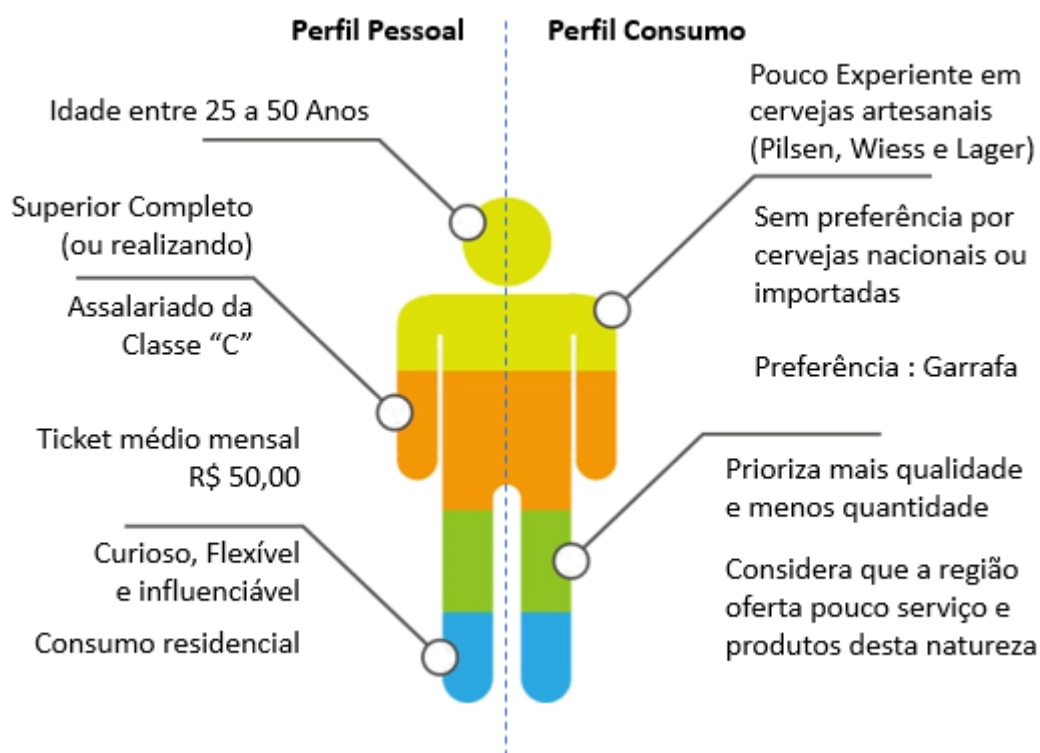 Perfil Pessoal
Idade entre 25 a 50 Anos
Superior Completo
(ou realizando)
Assalariado da
Classe “C”
Ticket médio mensal
R$ 50,00
Curioso, Flexível
e influenciável
Consumo residencial
Perfil Consumo
Pouco Experiente em
cervejas artesanais
(Pilsen, Wiess e Lager)
Sem preferência por
cervejas nacionais ou
importadas
Preferência : Garrafa
Prioriza mais qualidade
e menos quantidade
Considera que a região
oferta pouco serviço e
produtos desta natureza